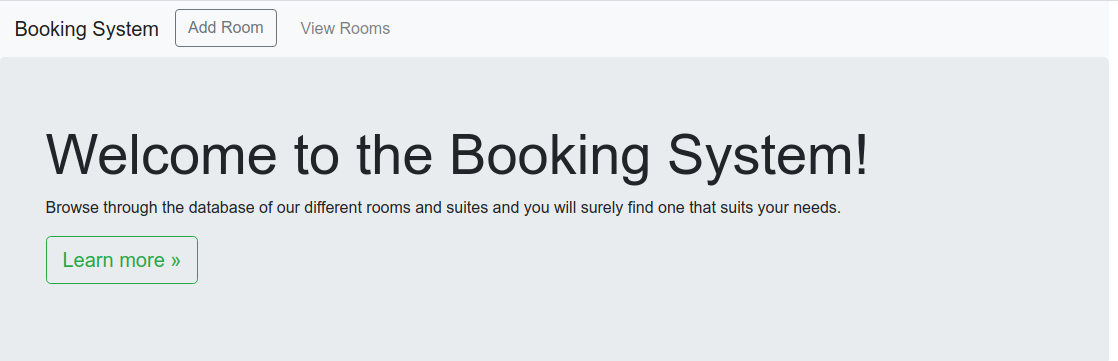 Booking System Add Room View Rooms
Welcome to the Booking System!
Browse through the database of our different rooms and suites and you will surely find one that suits your needs.
Learn more »